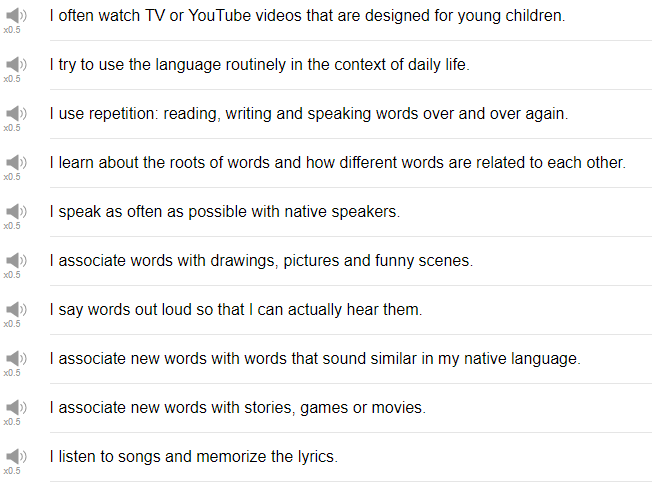 I often watch TV or YouTube videos that are designed for young children.
x0.5
I try to use the language routinely in the context of daily life.
x0.5
I use repetition: reading, writing and speaking words over and over again.
x0.5
I learn about the roots of words and how different words are related to each other.
x0.5
I speak as often as possible with native speakers.
x0.5
I associate words with drawings, pictures and funny scenes.
x0.5
I say words out loud so that I can actually hear them.
x0.5
I associate new words with words that sound similar in my native language.
x0.5
I associate new words with stories, games or movies.
x0.5
I listen to songs and memorize the lyrics.
x0.5